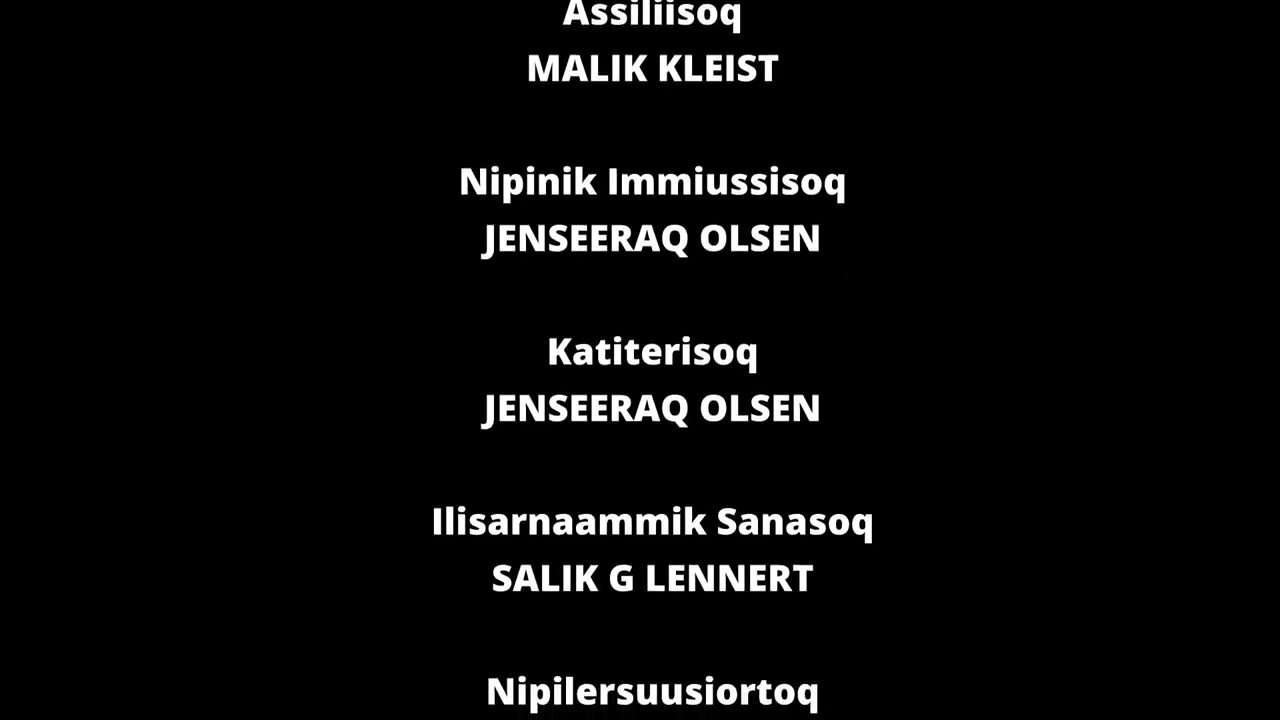 Assiliisoq
MALIK KLEIST
Nipinik Immiussisoq
JENSEERAQ OLSEN
Katiterisoq
JENSEERAQ OLSEN
Ilisarnaammik Sanasoq
SALIK G LENNERT
Nipilersuusiortoq